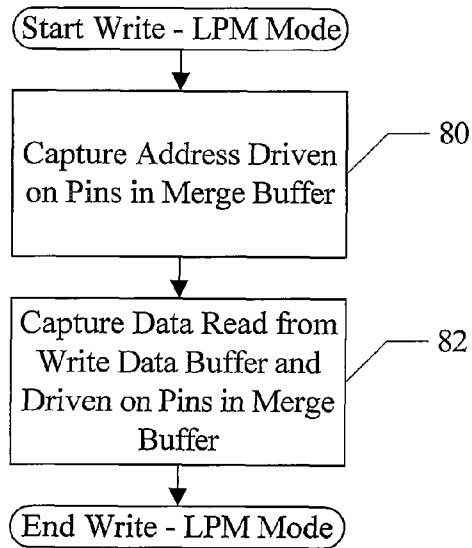 Start Write - LPM Mode
Capture Address Driven
on Pins in Merge Buffer
80
Capture Data Read from
Write Data Buffer and
Driven on Pins in Merge
Buffer
82
End Write - LPM Mode